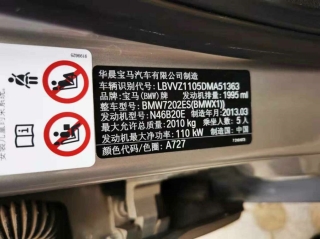 华晨宝马汽车有限公司制造
车辆识别代号: LBVVZ1105DMA51363
品牌: 宝马(BMW)牌 发动机排量: 1995 ml
整车型号: BMW7202ES(BMWX1)
发动机型号: N46B20E 制造年月: 2013.03
最大允许总质量: 2010 kg 乘坐人数: 5 人
发动机最大净功率: 110 kW 制造国: 中国
颜色代码/色圈: A727